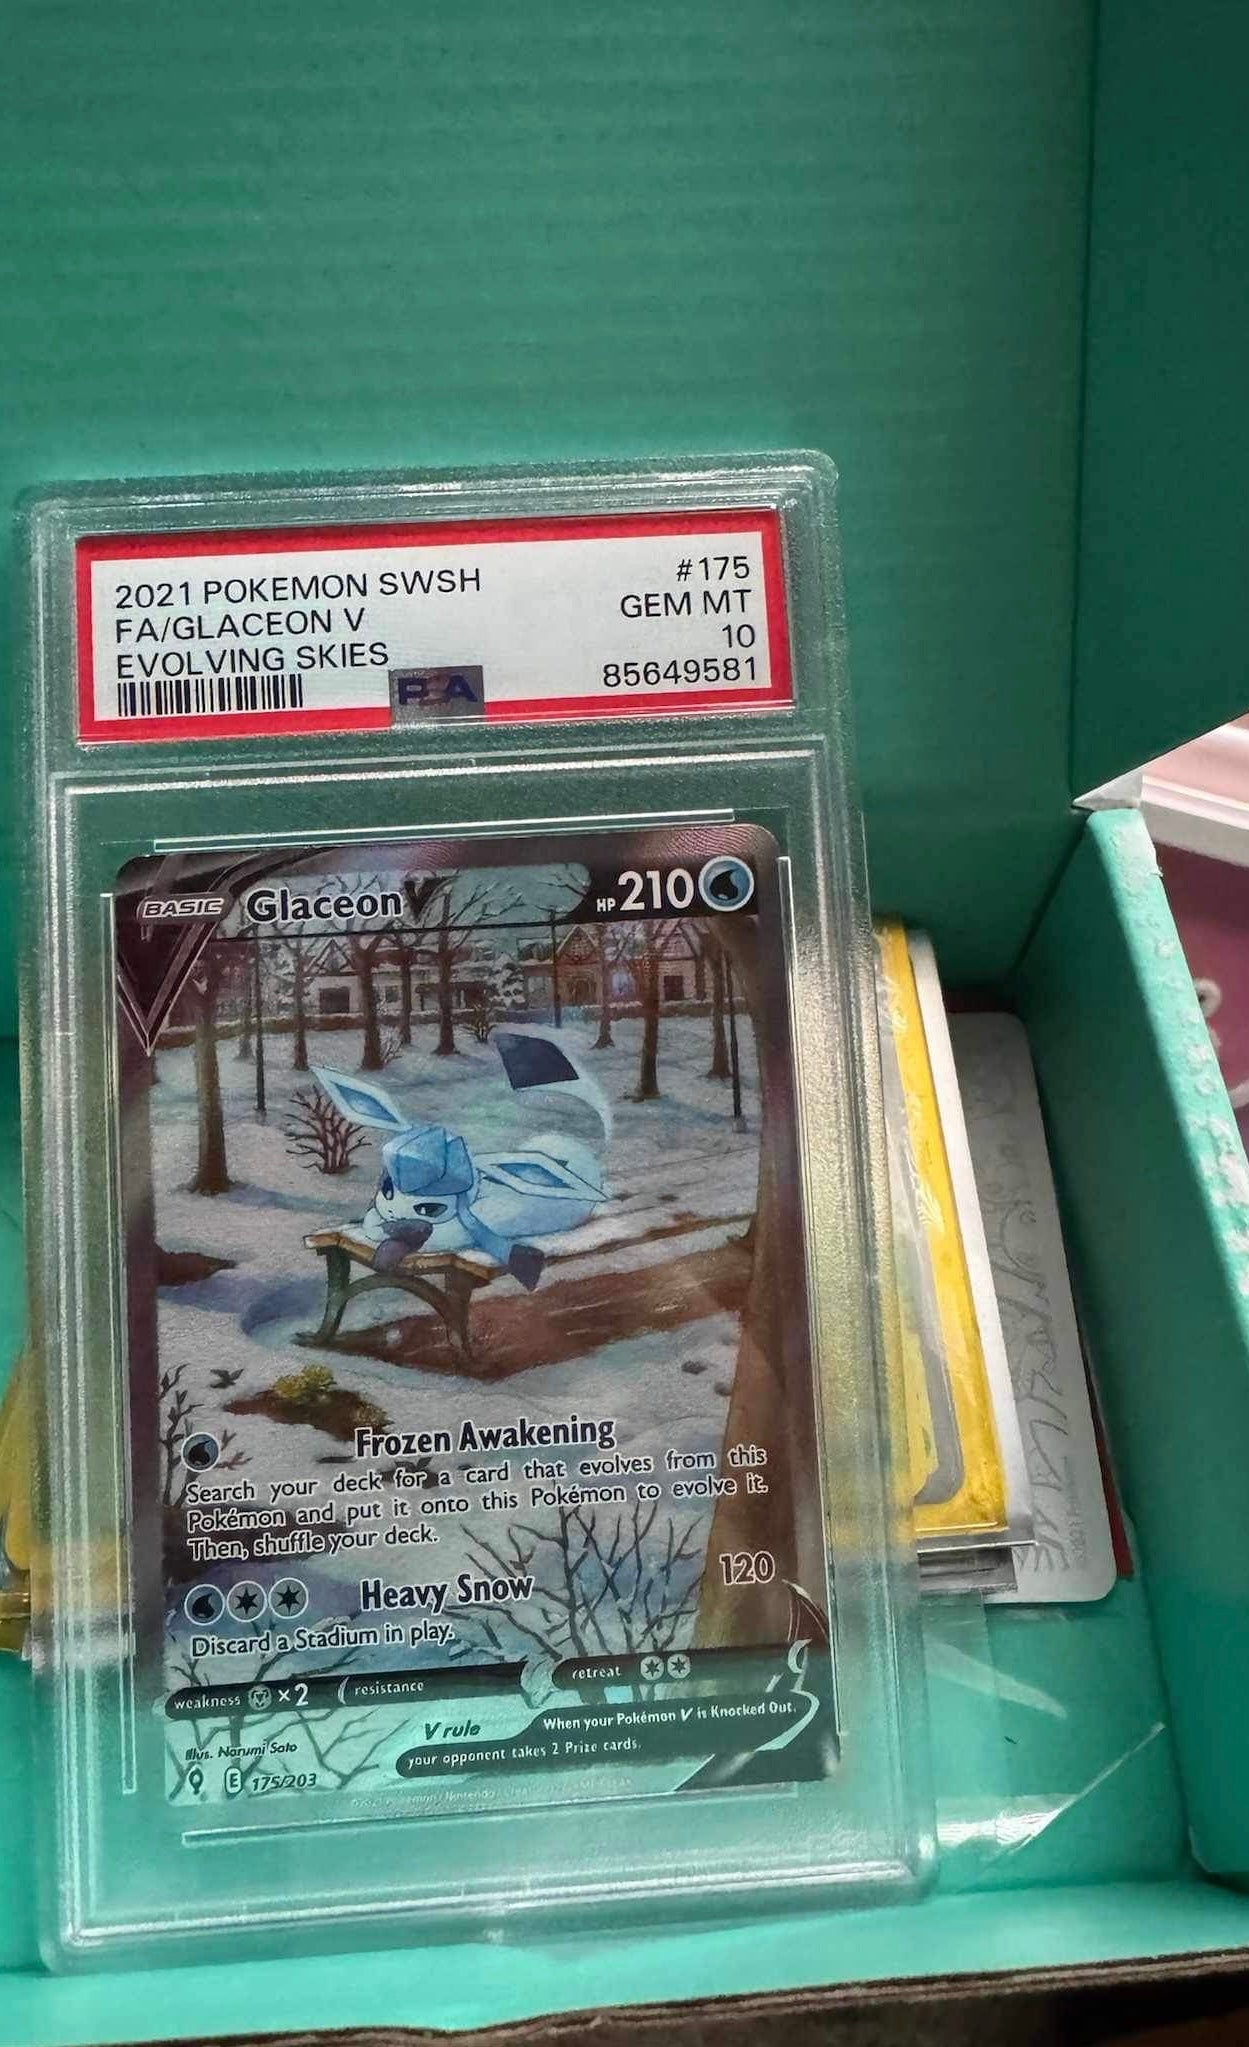 2021 POKEMON SWSH #175
FA/GLACEON V GEM MT
EVOLVING SKIES 10
85649581
PSA
BASIC Glaceon V HP 210
Frozen Awakening
Search your deck for a card that evolves from this
Pokémon and put it onto this Pokémon to evolve it.
Then, shuffle your deck.
Heavy Snow 120
Discard a Stadium in play.
weakness ×2 resistance retreat
V rule When your Pokémon V is Knocked Out,
your opponent takes 2 Prize cards.
Illus. Narumi Sato
E 175/203